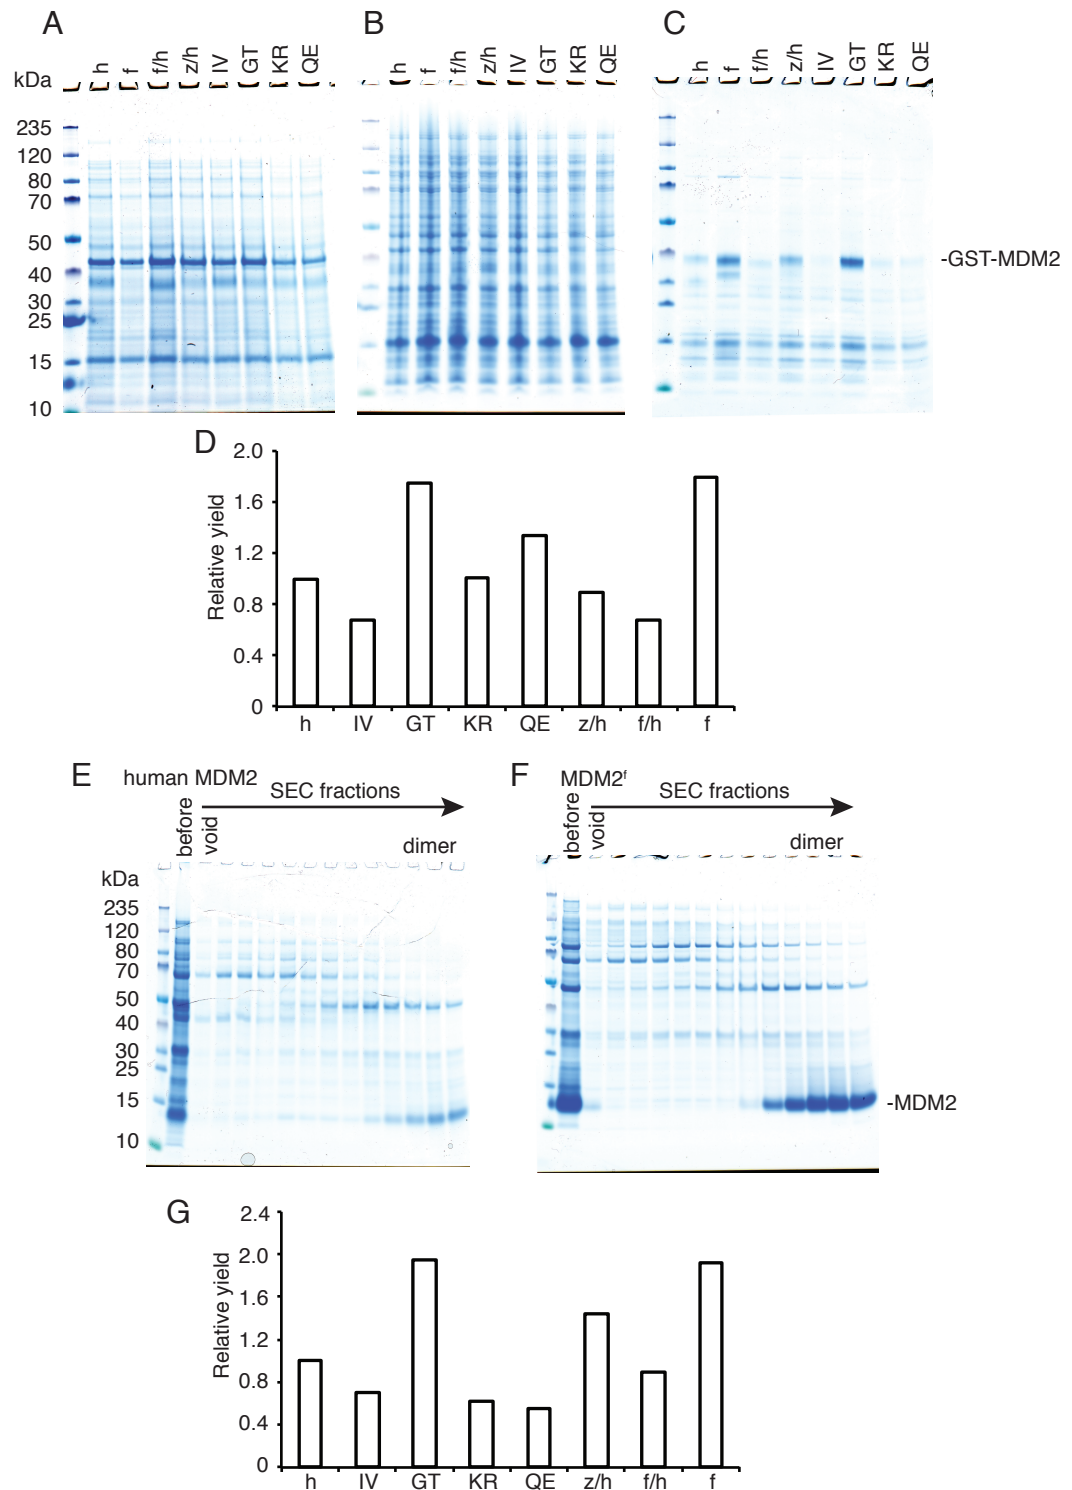 A
B
C
h f f/h z/h IV GT KR QE
h f f/h z/h IV GT KR QE
h f f/h z/h IV GT KR QE
kDa
235
120
80
70
50
40
30
25
15
10
-GST-MDM2
D
Relative yield
2.0
1.6
1.2
0.8
0.4
0
h IV GT KR QE z/h f/h f
E
human MDM2
SEC fractions
before
void
dimer
kDa
235
120
80
70
50
40
30
25
15
10
F
MDM2ᶠ
SEC fractions
before
void
dimer
-MDM2
G
Relative yield
2.4
2.0
1.6
1.2
0.8
0.4
0
h IV GT KR QE z/h f/h f